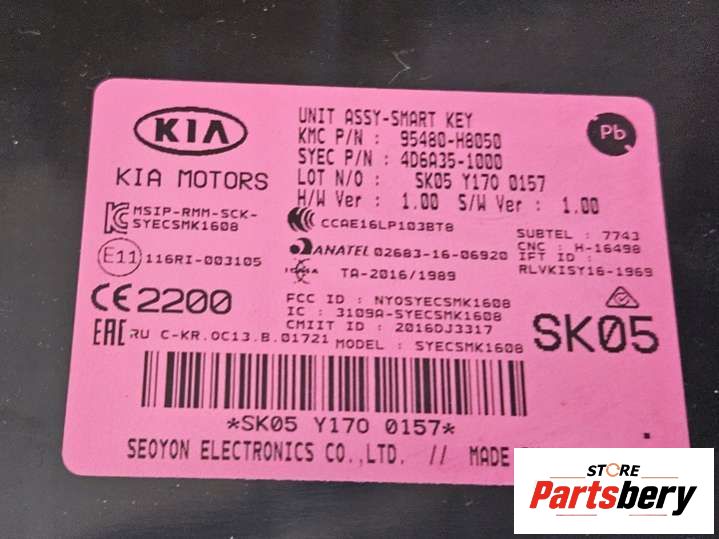 KIA
KIA MOTORS
UNIT ASSY-SMART KEY
KMC P/N : 95480-H8050
SYEC P/N : 4D6A35-1000
LOT N/O : SK05 Y170 0157
H/W Ver : 1.00 S/W Ver : 1.00
Pb
MSIP-RMM-SCK-
SYECSMK1608
CCAE16LP103BT8
SUBTEL : 7743
CNC : H-16498
IFT ID :
RLVKISY16-1969
E11 116RI-003105
ANATEL 02683-16-06920
TA-2016/1989
CE2200
FCC ID : NYOSYECSMK1608
IC : 3109A-SYECSMK1608
CMIIT ID : 2016DJ3317
MODEL : SYECSMK1608
SK05
EAC RU C-KR.OC13.B.01721
*SK05 Y170 0157*
SEOYON ELECTRONICS CO.,LTD. // MADE
STORE
Partsbery